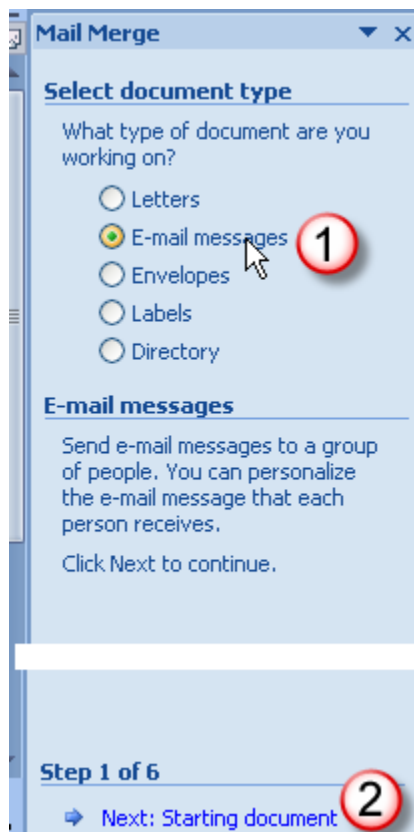 Mail Merge
Select document type
What type of document are you
working on?
Letters
E-mail messages
1
Envelopes
Labels
Directory
E-mail messages
Send e-mail messages to a group
of people. You can personalize
the e-mail message that each
person receives.
Click Next to continue.
Step 1 of 6
2
Next: Starting document